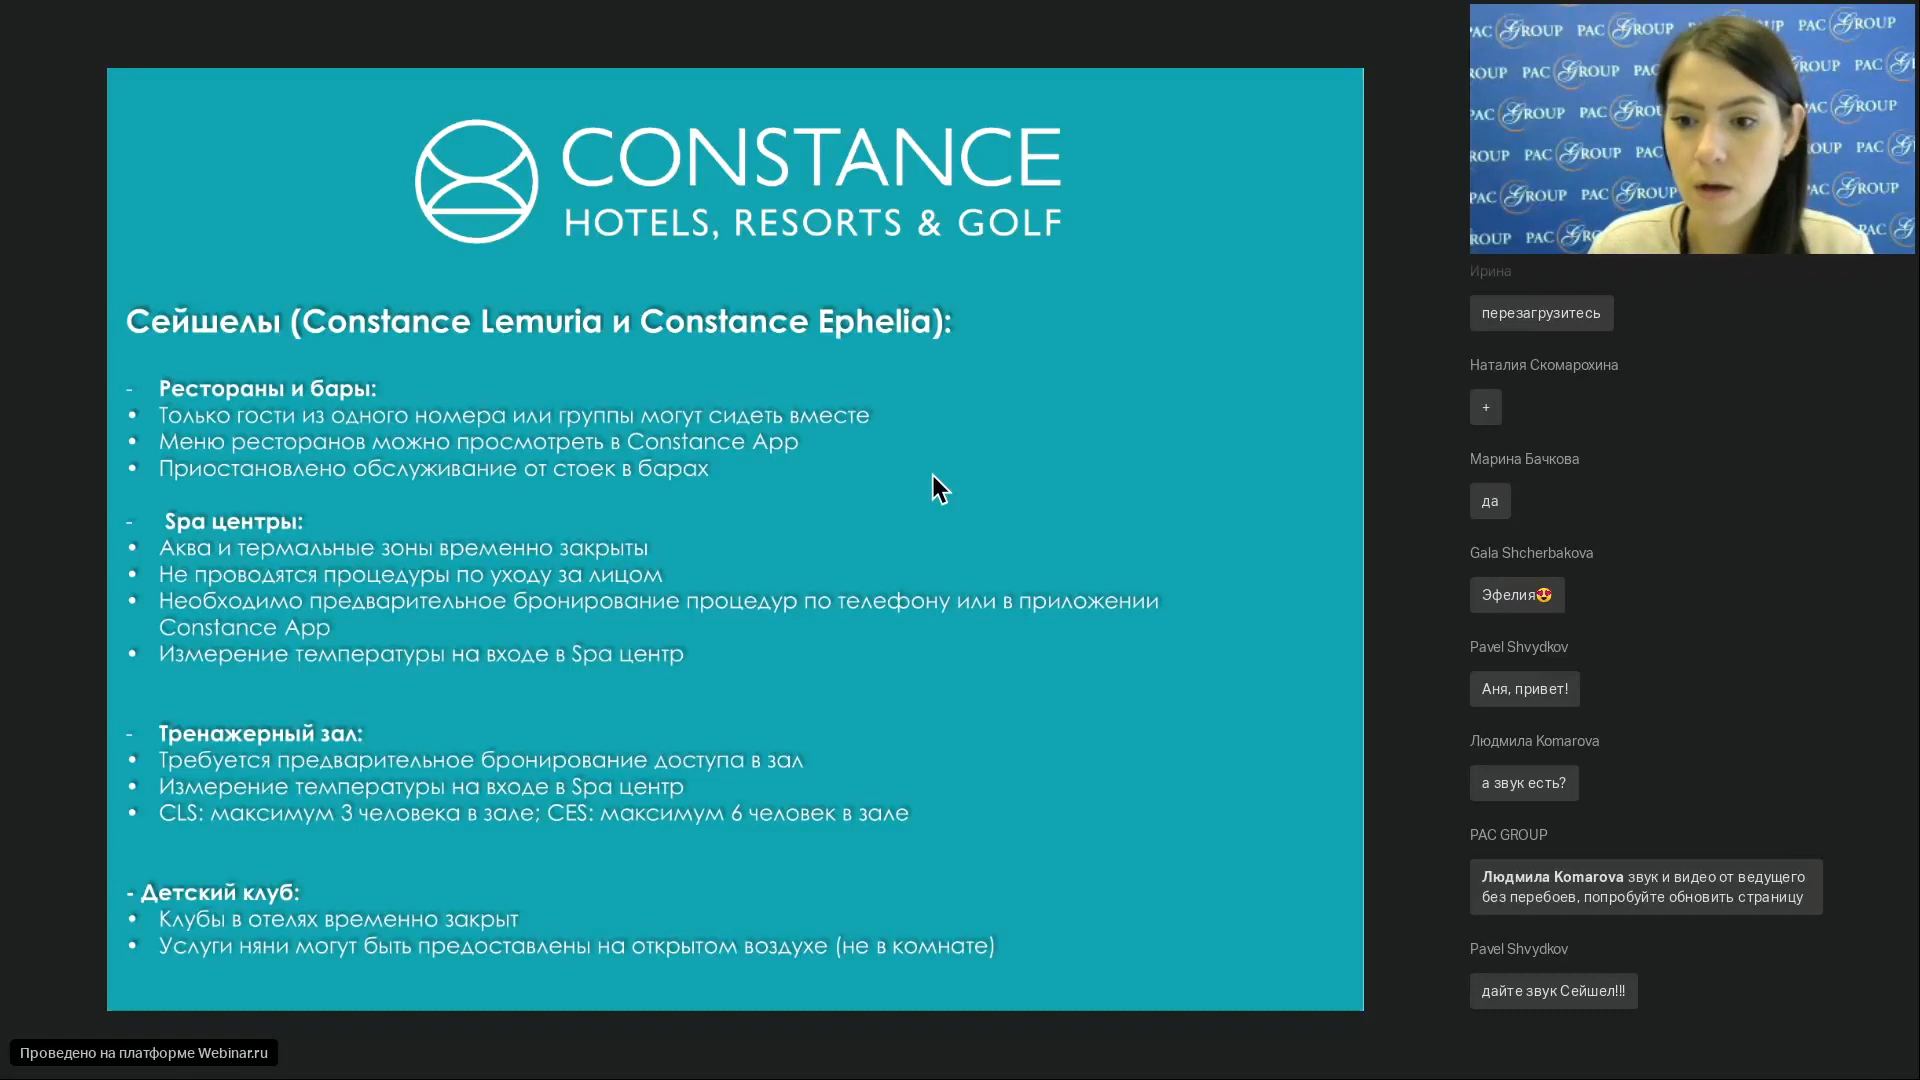 CONSTANCE
HOTELS, RESORTS & GOLF
Сейшелы (Constance Lemuria и Constance Ephelia):
- Рестораны и бары:
• Только гости из одного номера или группы могут сидеть вместе
• Меню ресторанов можно просмотреть в Constance App
• Приостановлено обслуживание от стоек в барах
- Spa центры:
• Аква и термальные зоны временно закрыты
• Не проводятся процедуры по уходу за лицом
• Необходимо предварительное бронирование процедур по телефону или в приложении
Constance App
• Измерение температуры на входе в Spa центр
- Тренажерный зал:
• Требуется предварительное бронирование доступа в зал
• Измерение температуры на входе в Spa центр
• CLS: максимум 3 человека в зале; CES: максимум 6 человек в зале
- Детский клуб:
• Клубы в отелях временно закрыт
• Услуги няни могут быть предоставлены на открытом воздухе (не в комнате)
PAC GROUP
Ирина
перезагрузитесь
Наталия Скомарохина
+
Марина Бачкова
да
Gala Shcherbakova
Эфелия😍
Pavel Shvydkov
Аня, привет!
Людмила Komarova
а звук есть?
PAC GROUP
Людмила Komarova звук и видео от ведущего
без перебоев, попробуйте обновить страницу
Pavel Shvydkov
дайте звук Сейшел!!!
Проведено на платформе Webinar.ru